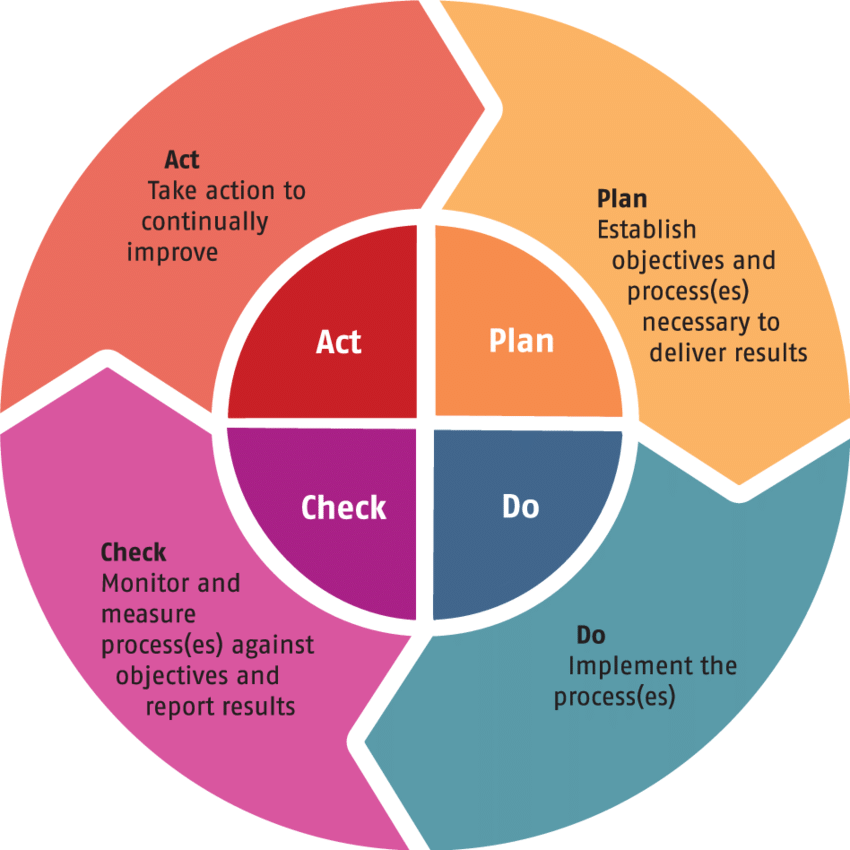 Act
Take action to
continually
improve
Plan
Establish
objectives and
process(es)
necessary to
deliver results
Act
Plan
Check
Do
Check
Monitor and
measure
process(es) against
objectives and
report results
Do
Implement the
process(es)